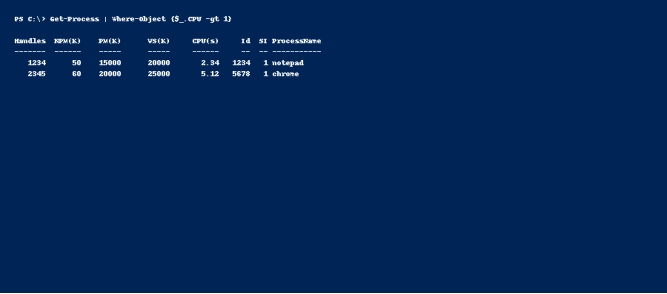 PS C:\> Get-Process | Where-Object {$_.CPU -gt 1}
Handles  NPM(K)    PM(K)      WS(K)     CPU(s)     Id  SI ProcessName
-------  ------    -----      -----     ------     --  -- -----------
   1234      50    15000      20000       2.34   1234   1 notepad
   2345      60    20000      25000       5.12   5678   1 chrome